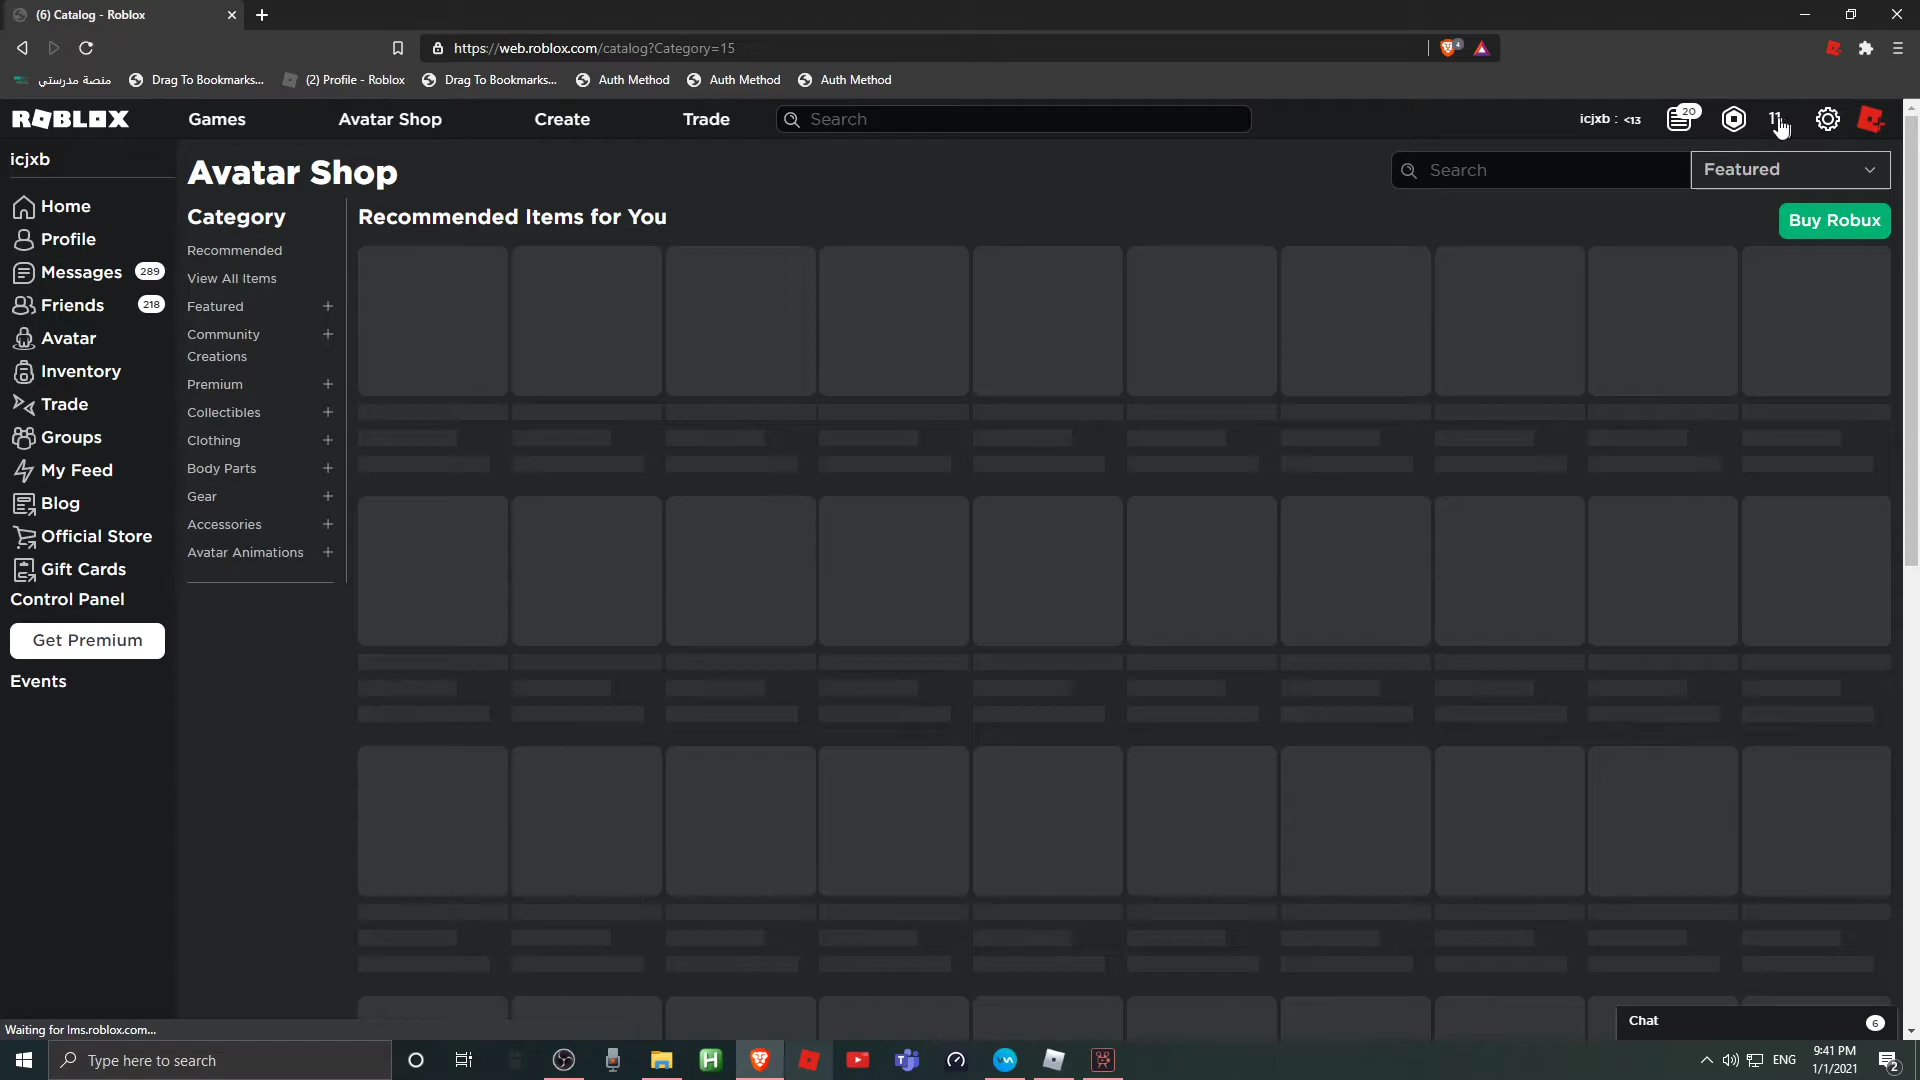 (6) Catalog - Roblox
https://web.roblox.com/catalog?Category=15
4
منصة مدرستي
Drag To Bookmarks...
(2) Profile - Roblox
Drag To Bookmarks...
Auth Method
Auth Method
Auth Method
ROBLOX
Games
Avatar Shop
Create
Trade
Search
icjxb : <13
20
11
icjxb
Home
Profile
Messages 289
Friends 218
Avatar
Inventory
Trade
Groups
My Feed
Blog
Official Store
Gift Cards
Control Panel
Get Premium
Events
Avatar Shop
Search
Featured
Category
Recommended
View All Items
Featured +
Community +
Creations
Premium +
Collectibles +
Clothing +
Body Parts +
Gear +
Accessories +
Avatar Animations +
Recommended Items for You
Buy Robux
Chat 6
Waiting for lms.roblox.com...
Type here to search
ENG
9:41 PM
1/1/2021
2